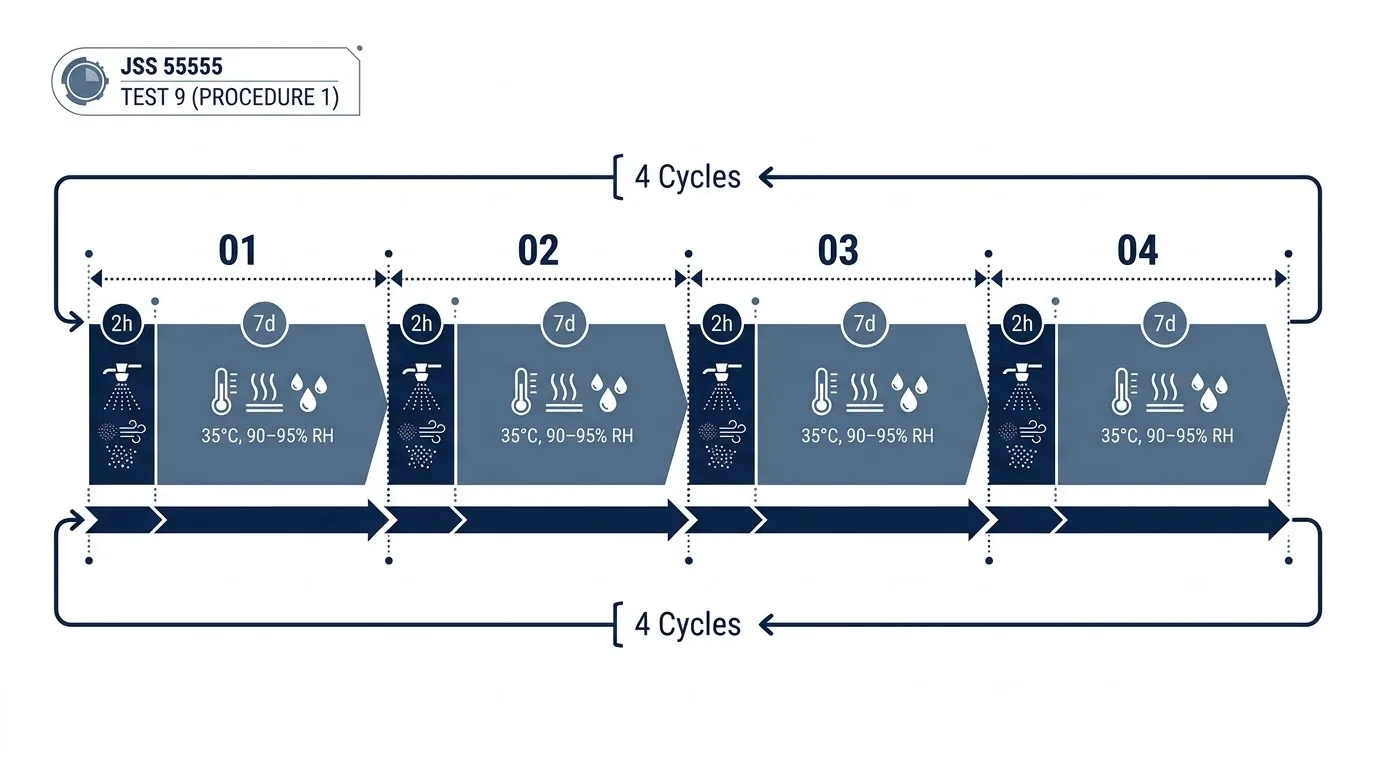 JSS 55555
TEST 9 (PROCEDURE 1)
4 Cycles
01
02
03
04
2h
7d
2h
7d
2h
7d
2h
7d
35°C, 90–95% RH
35°C, 90–95% RH
35°C, 90–95% RH
35°C, 90–95% RH
4 Cycles